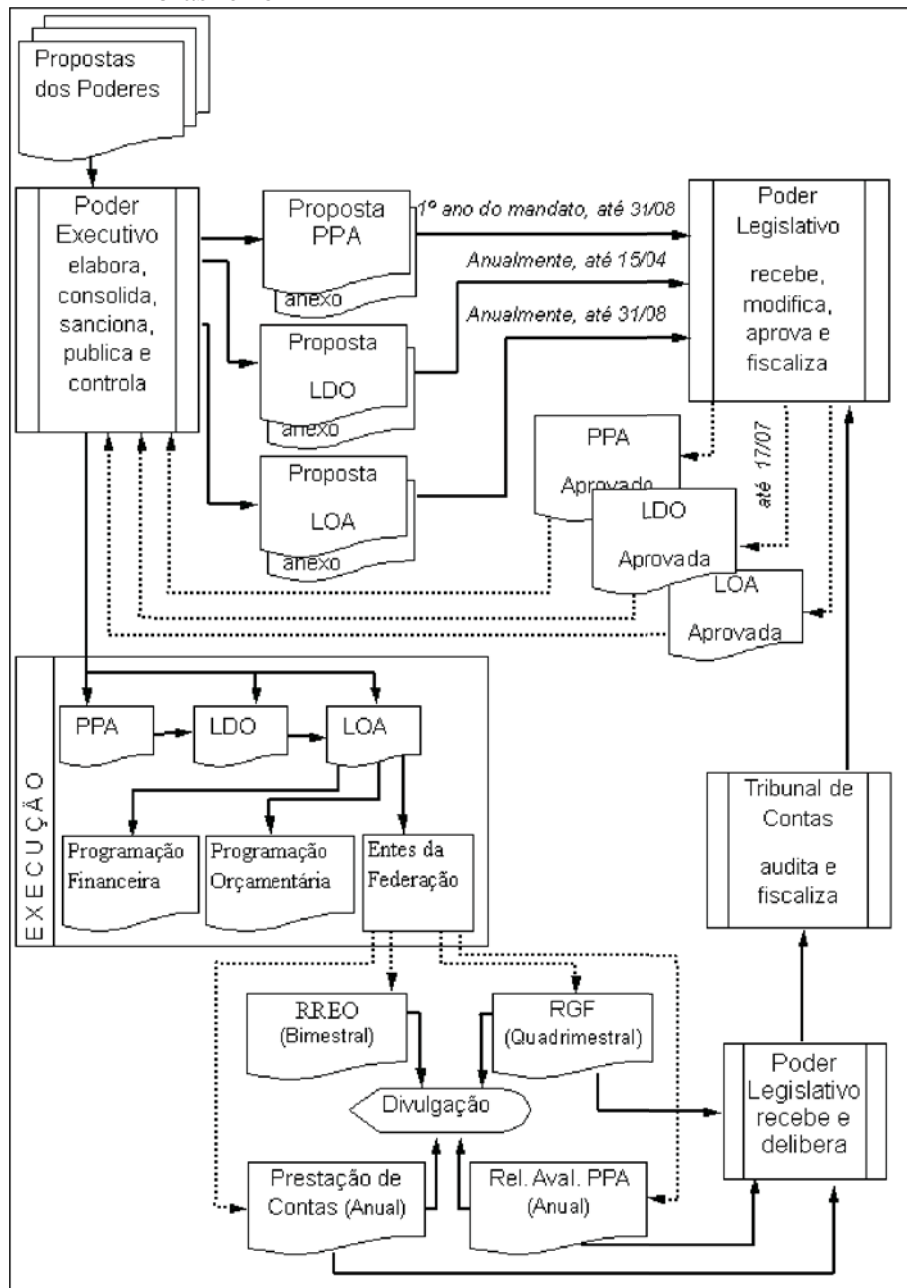 Propostas
dos Poderes
Poder
Executivo
elabora,
consolida,
sanciona,
publica e
controla
Proposta
PPA
anexo
1º ano do mandato, até 31/08
Anualmente, até 15/04
Anualmente, até 31/08
Proposta
LDO
anexo
Proposta
LOA
anexo
Poder
Legislativo
recebe,
modifica,
aprova e
fiscaliza
PPA
Aprovado
LDO
Aprovada
LOA
Aprovada
até 17/07
EXECUÇÃO
PPA
LDO
LOA
Programação
Financeira
Programação
Orçamentária
Entes da
Federação
Tribunal de
Contas
audita e
fiscaliza
RREO
(Bimestral)
RGF
(Quadrimestral)
Divulgação
Prestação de
Contas (Anual)
Rel. Aval. PPA
(Anual)
Poder
Legislativo
recebe e
delibera